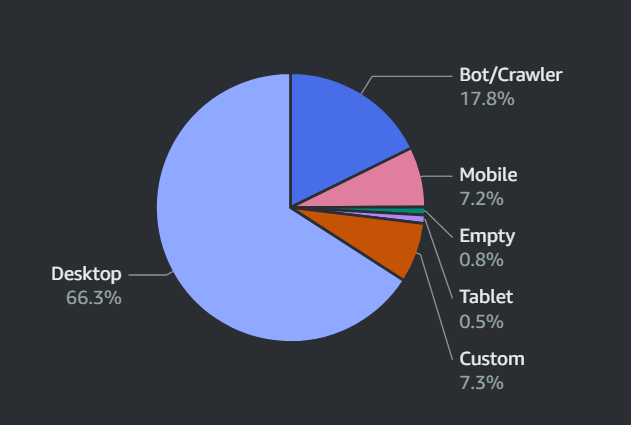 Bot/Crawler
17.8%
Mobile
7.2%
Empty
0.8%
Tablet
0.5%
Custom
7.3%
Desktop
66.3%